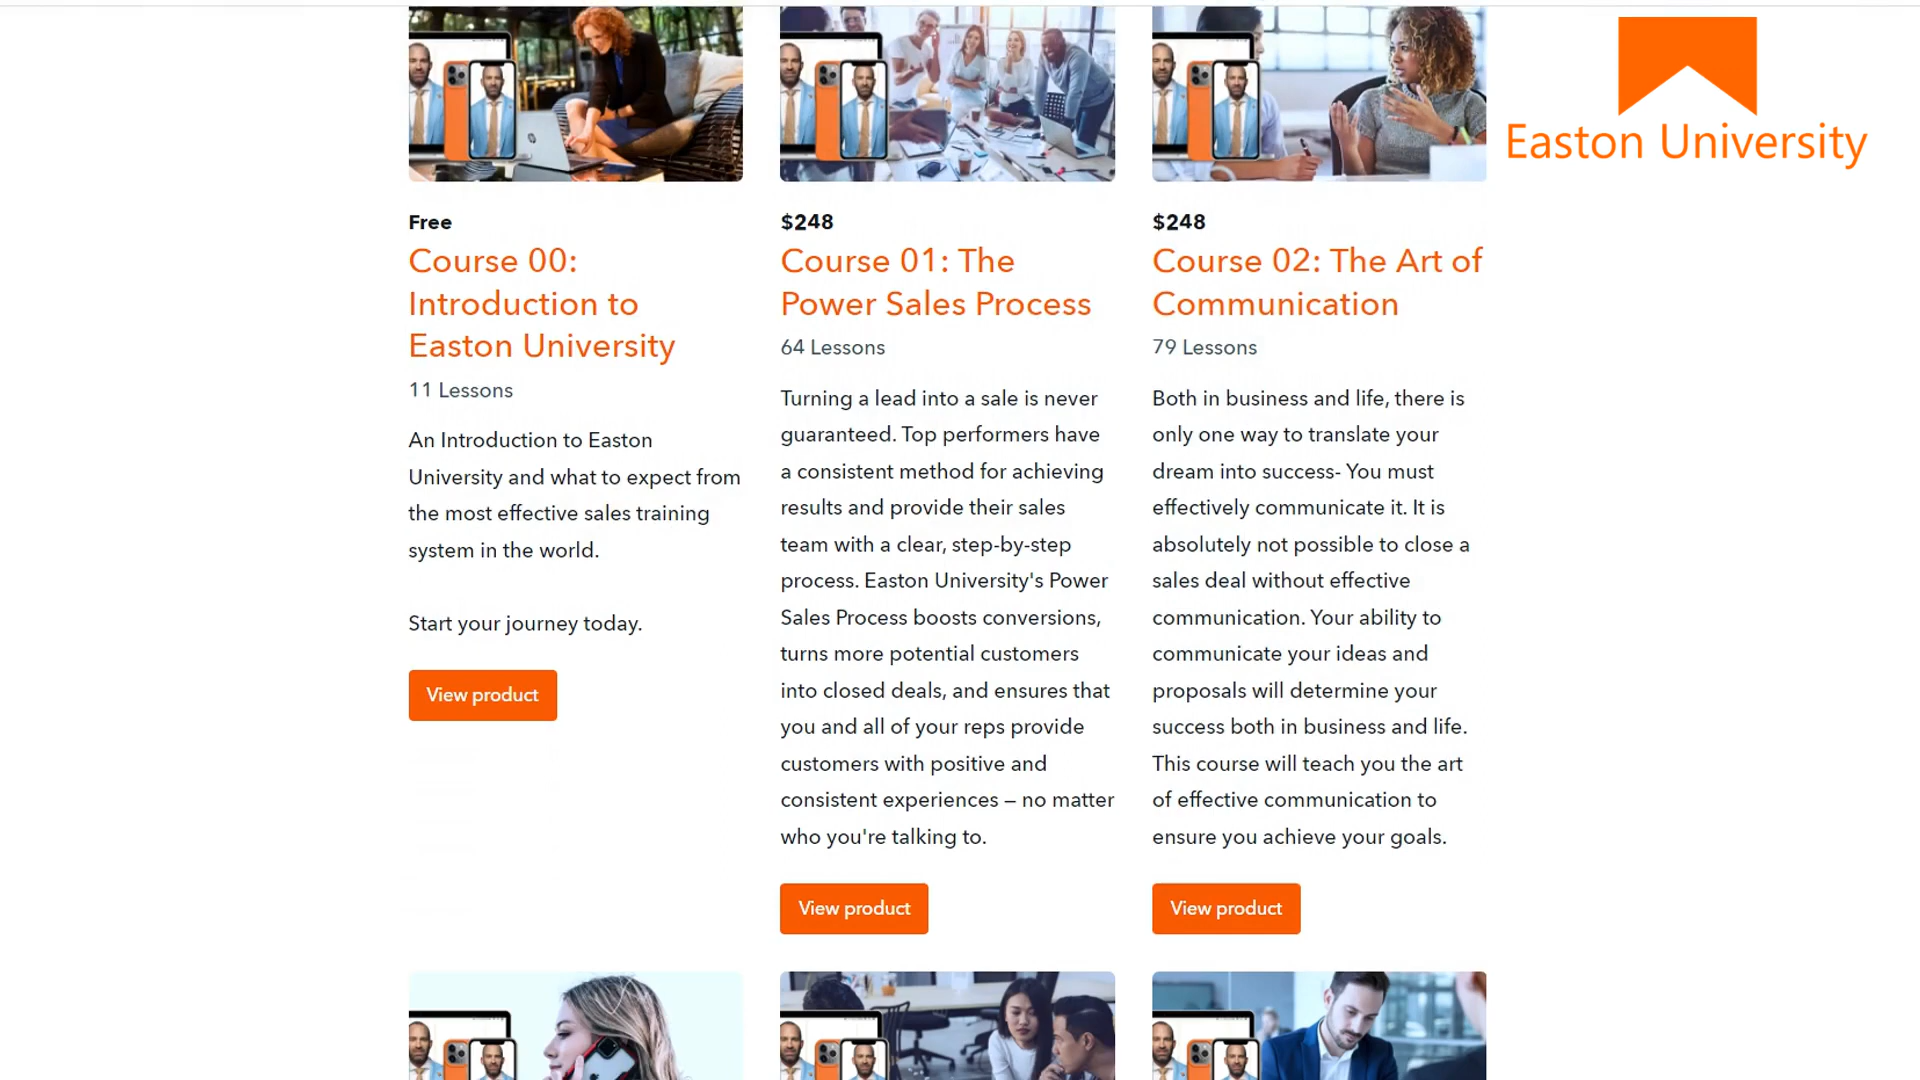 Easton University
Free
Course 00:
Introduction to
Easton University
11 Lessons
An Introduction to Easton
University and what to expect from
the most effective sales training
system in the world.
Start your journey today.
View product
$248
Course 01: The
Power Sales Process
64 Lessons
Turning a lead into a sale is never
guaranteed. Top performers have
a consistent method for achieving
results and provide their sales
team with a clear, step-by-step
process. Easton University's Power
Sales Process boosts conversions,
turns more potential customers
into closed deals, and ensures that
you and all of your reps provide
customers with positive and
consistent experiences – no matter
who you're talking to.
View product
$248
Course 02: The Art of
Communication
79 Lessons
Both in business and life, there is
only one way to translate your
dream into success- You must
effectively communicate it. It is
absolutely not possible to close a
sales deal without effective
communication. Your ability to
communicate your ideas and
proposals will determine your
success both in business and life.
This course will teach you the art
of effective communication to
ensure you achieve your goals.
View product